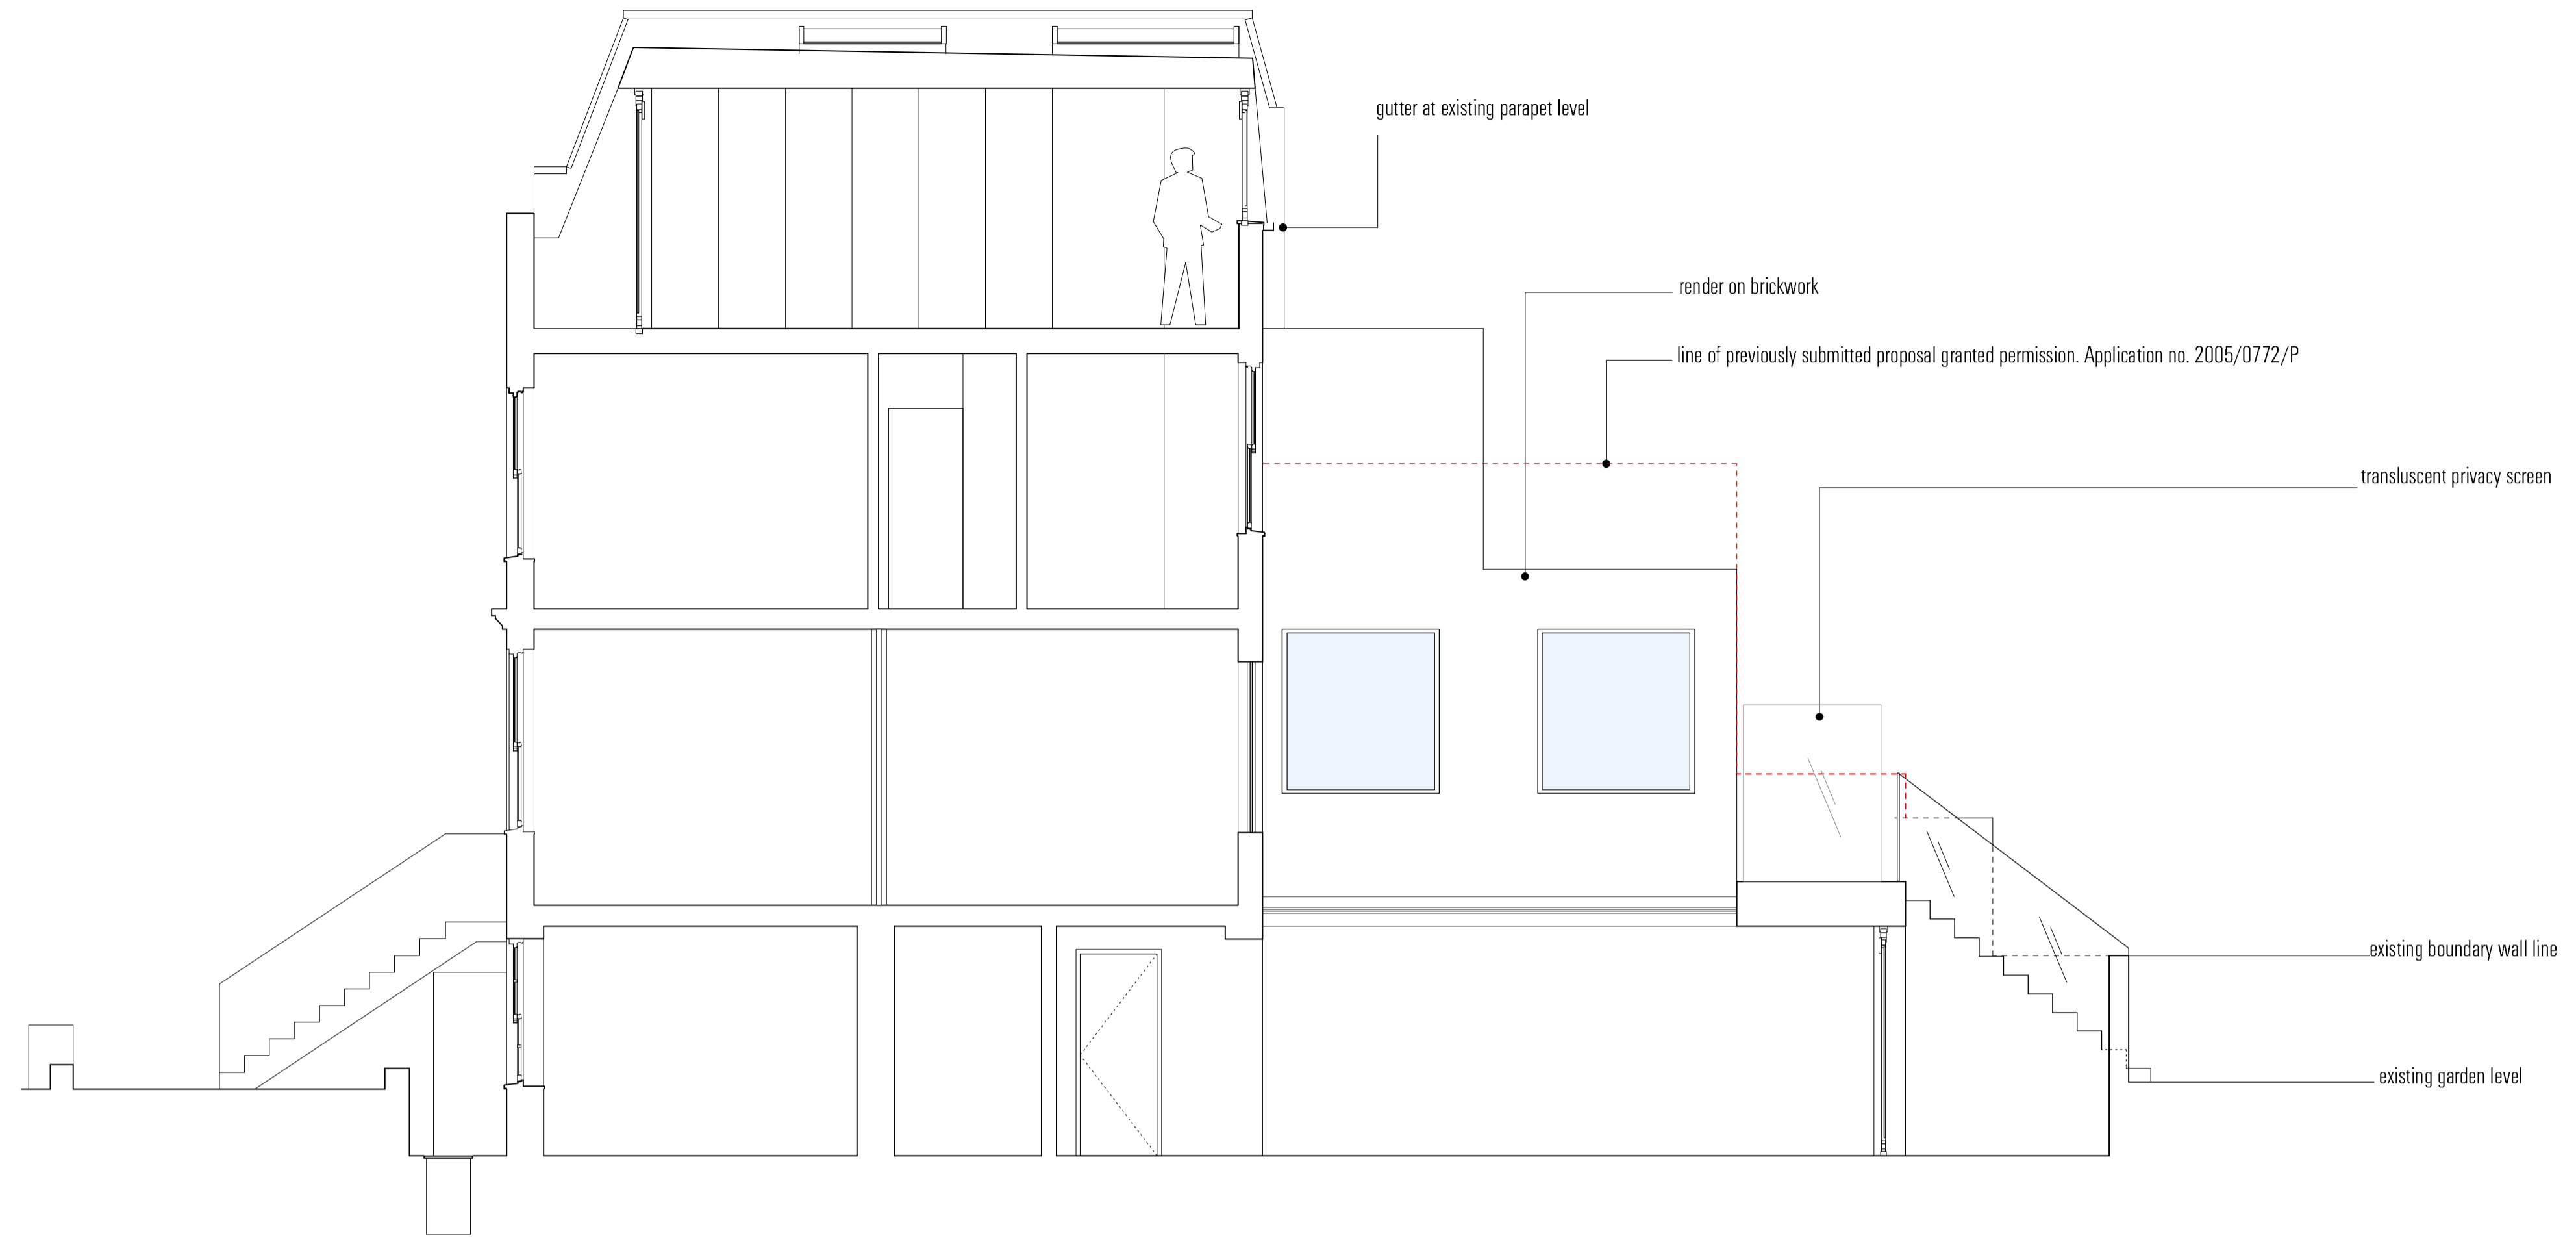 gutter at existing parapet level
render on brickwork
line of previously submitted proposal granted permission. Application no. 2005/0772/P
transluscent privacy screen
existing boundary wall line
existing garden level